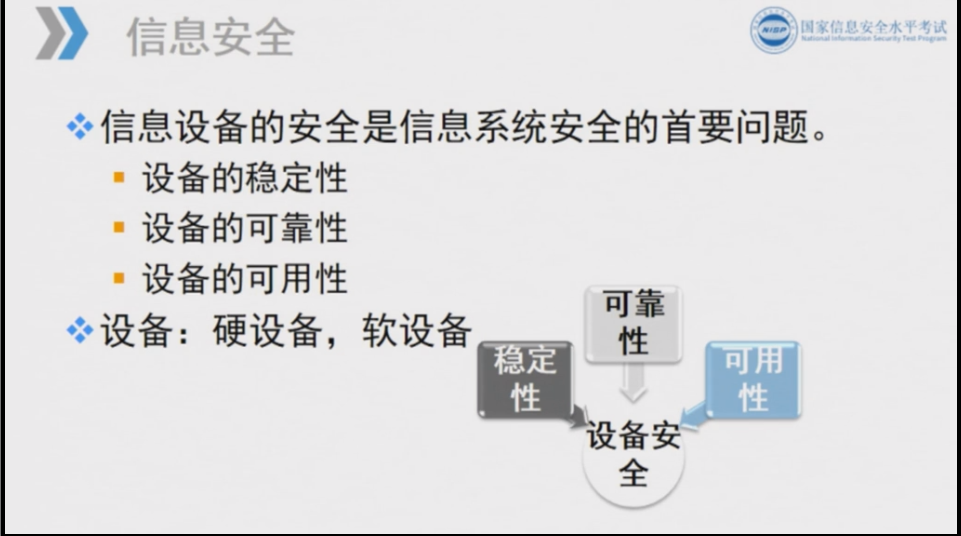 信息安全
NISP
国家信息安全水平考试
National Information Security Test Program
信息设备的安全是信息系统安全的首要问题。
设备的稳定性
设备的可靠性
设备的可用性
设备：硬设备，软设备
可靠
性
稳定
性
可用
性
设备安
全